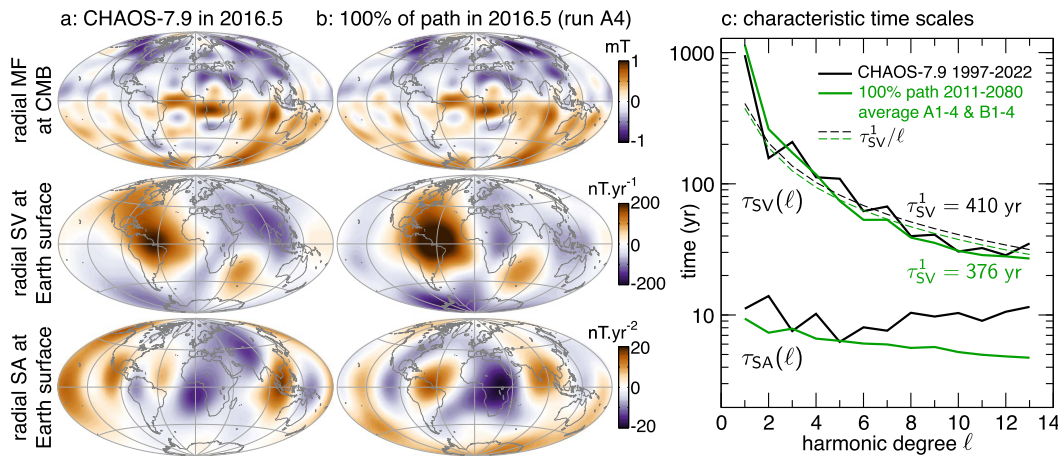 a: CHAOS-7.9 in 2016.5
b: 100% of path in 2016.5 (run A4)
c: characteristic time scales
radial MF
at CMB
mT
1
-1
radial SV at
Earth surface
nT.yr-1
200
-200
radial SA at
Earth surface
nT.yr-2
20
-20
time (yr)
1000
100
10
CHAOS-7.9 1997-2022
100% path 2011-2080
average A1-4 & B1-4
τ¹SV/ℓ
τSV(ℓ)
τ¹SV = 410 yr
τ¹SV = 376 yr
τSA(ℓ)
0 2 4 6 8 10 12 14
harmonic degree ℓ